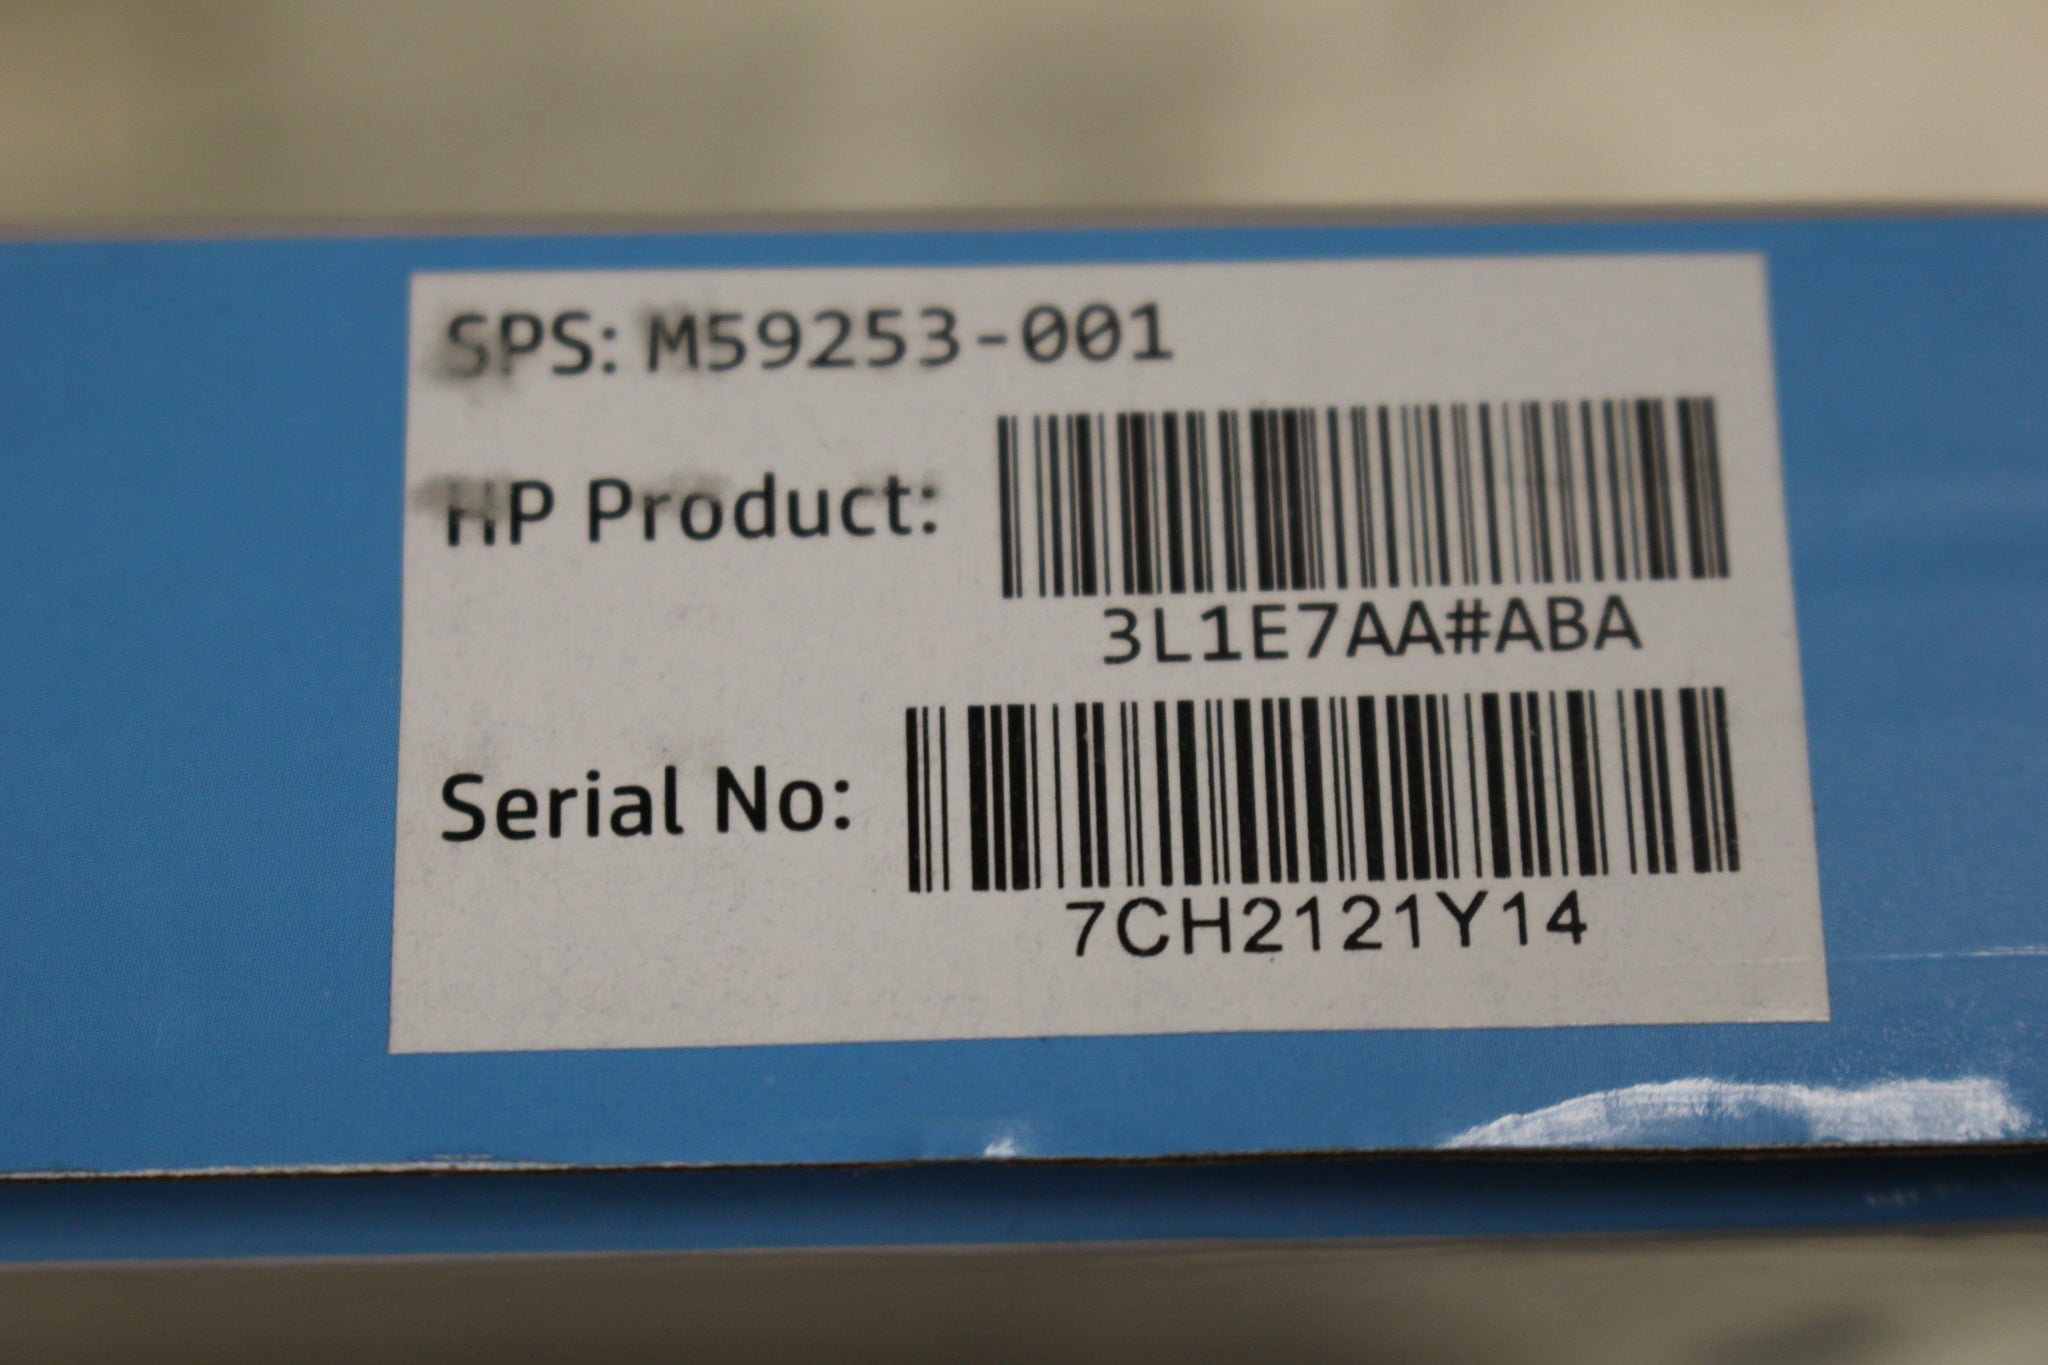 SPS: M59253-001
HP Product:
3L1E7AA#ABA
Serial No:
7CH2121Y14